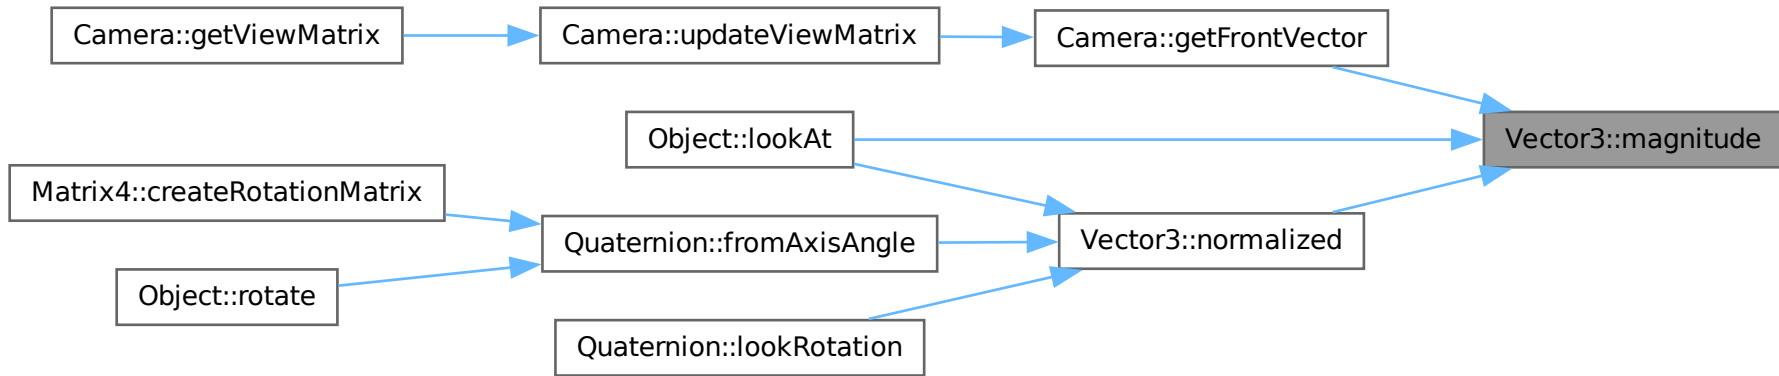 Camera::getViewMatrix
Camera::updateViewMatrix
Camera::getFrontVector
Object::lookAt
Vector3::magnitude
Matrix4::createRotationMatrix
Quaternion::fromAxisAngle
Vector3::normalized
Object::rotate
Quaternion::lookRotation